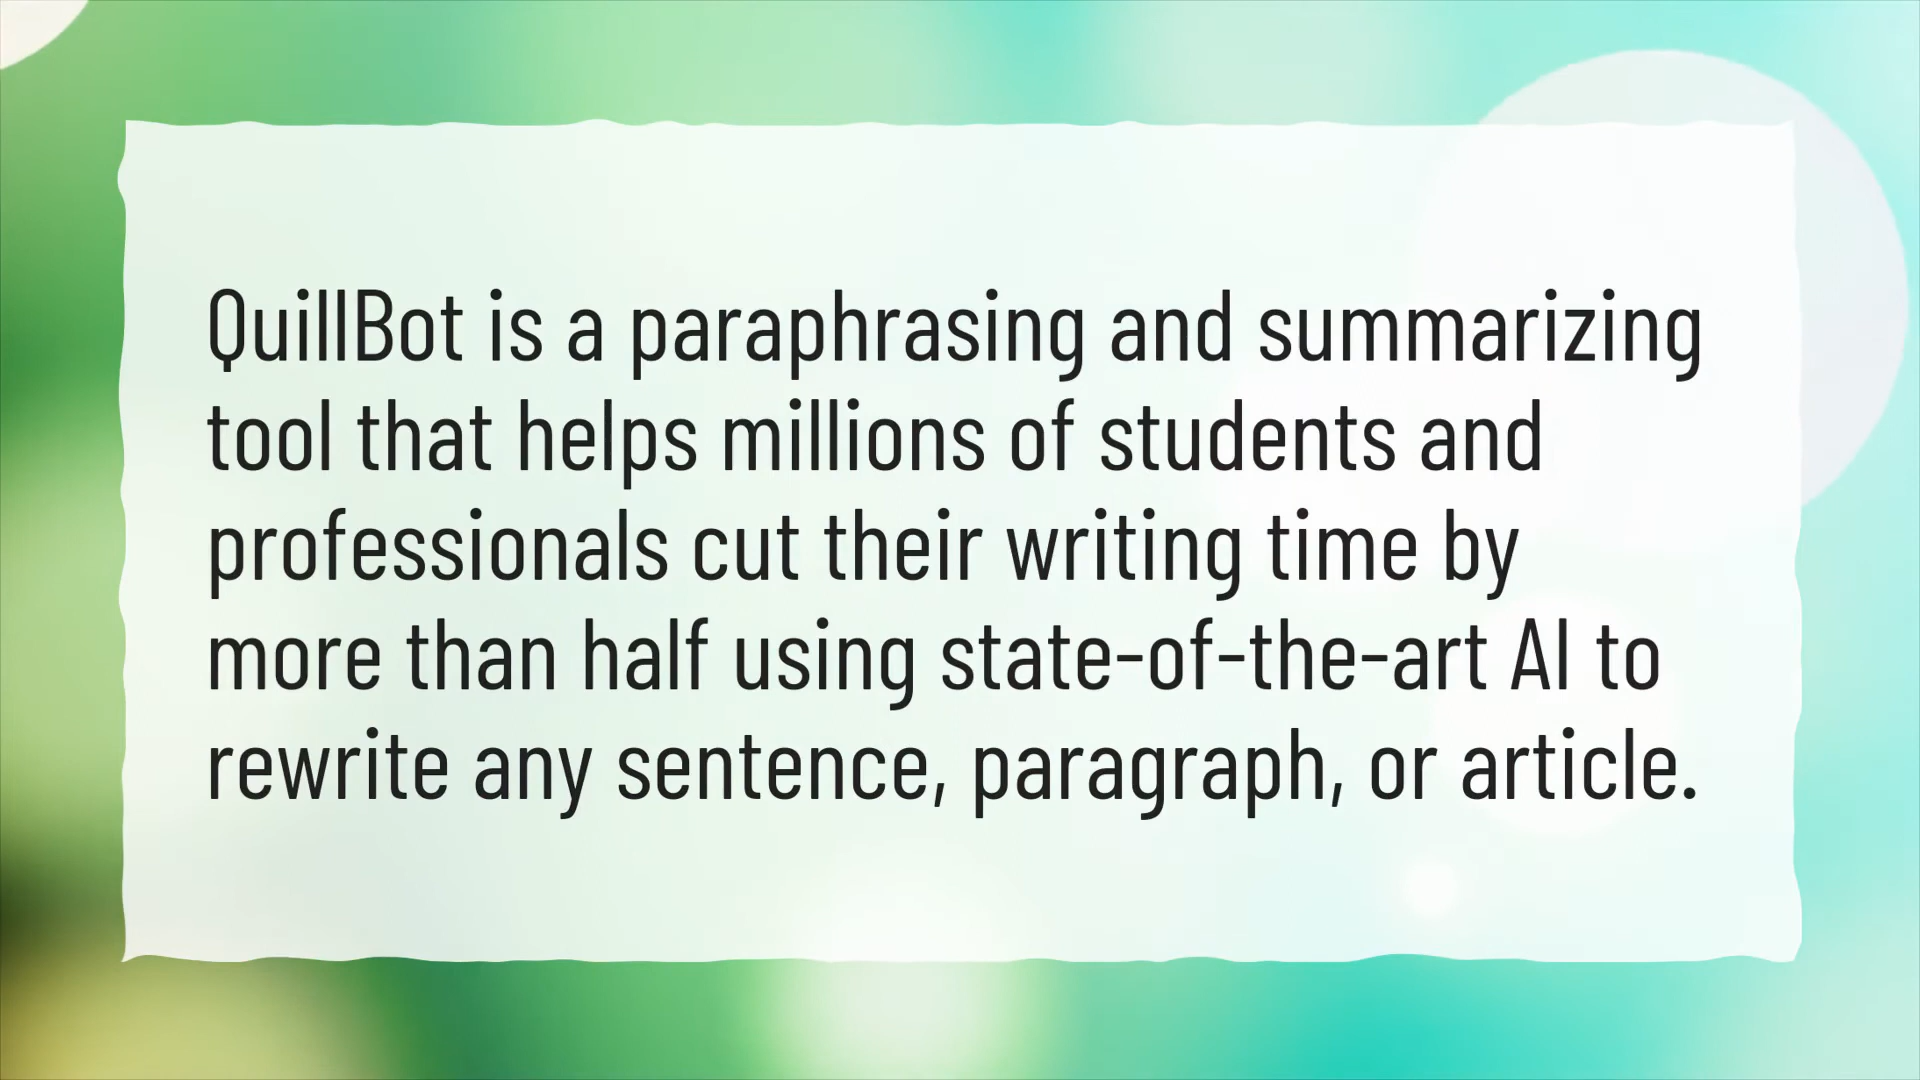 QuillBot is a paraphrasing and summarizing
tool that helps millions of students and
professionals cut their writing time by
more than half using state-of-the-art AI to
rewrite any sentence, paragraph, or article.